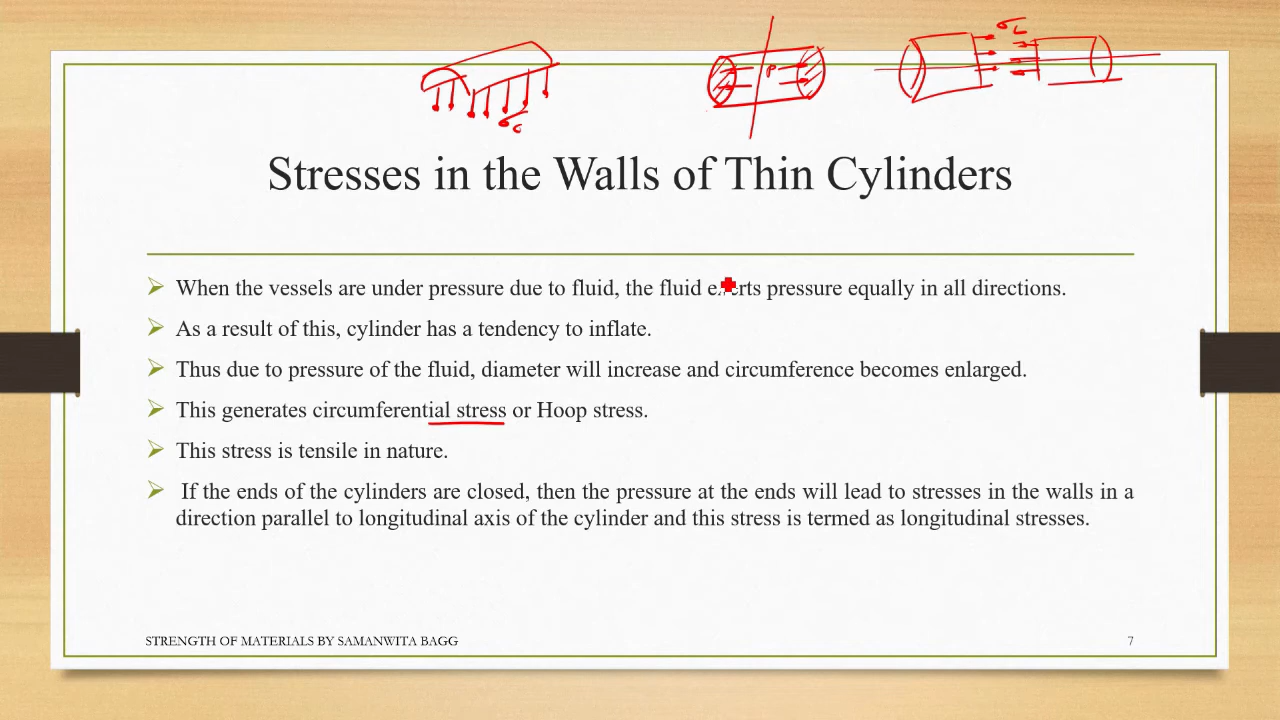 σc
P
σL
Stresses in the Walls of Thin Cylinders
When the vessels are under pressure due to fluid, the fluid exerts pressure equally in all directions.
As a result of this, cylinder has a tendency to inflate.
Thus due to pressure of the fluid, diameter will increase and circumference becomes enlarged.
This generates circumferential stress or Hoop stress.
This stress is tensile in nature.
If the ends of the cylinders are closed, then the pressure at the ends will lead to stresses in the walls in a
direction parallel to longitudinal axis of the cylinder and this stress is termed as longitudinal stresses.
STRENGTH OF MATERIALS BY SAMANWITA BAGG
7